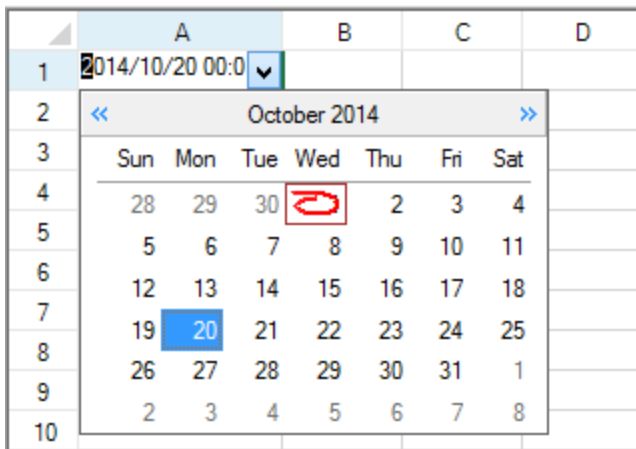 A B C D
1 2014/10/20 00:0
2 « October 2014 »
3 Sun Mon Tue Wed Thu Fri Sat
4 28 29 30 2 3 4
5 5 6 7 8 9 10 11
6 12 13 14 15 16 17 18
7 19 20 21 22 23 24 25
8 26 27 28 29 30 31 1
9 2 3 4 5 6 7 8
10